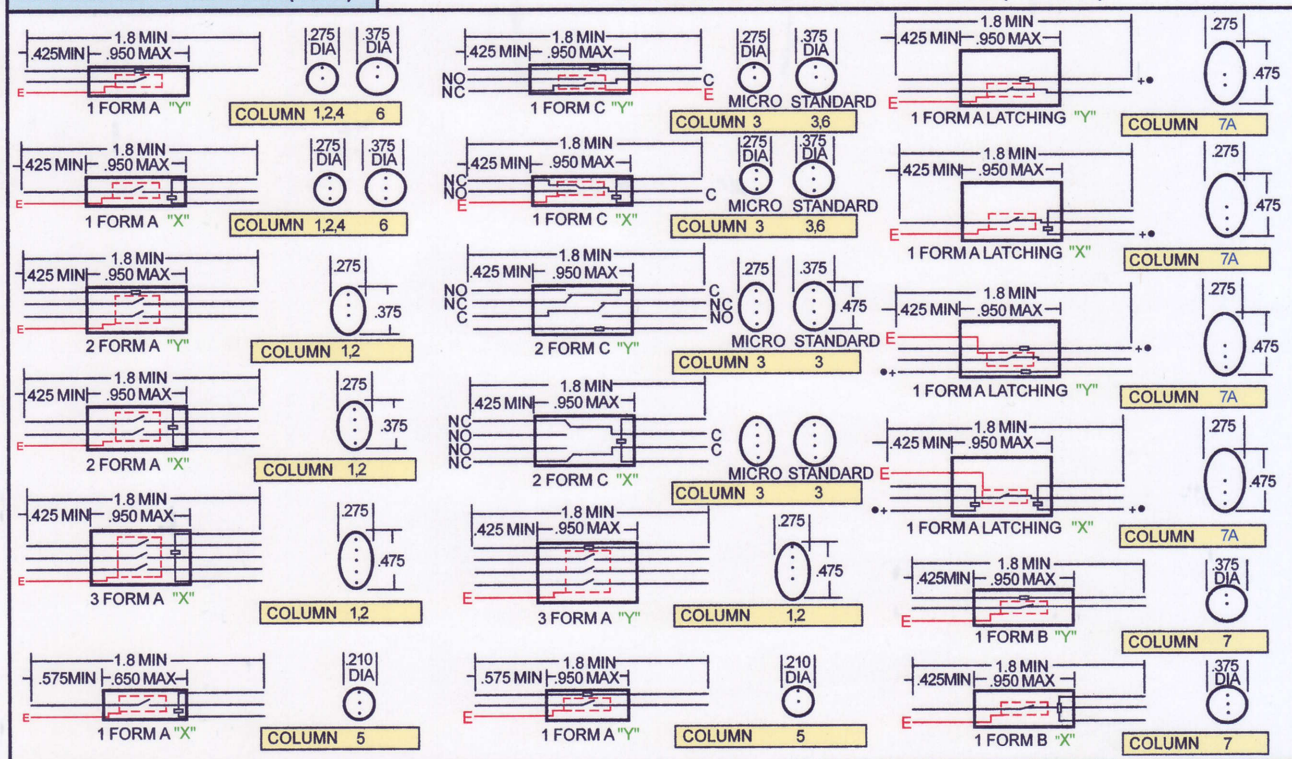 1.8 MIN
.425MIN .950 MAX
E
1 FORM A "Y"
.275 DIA .375 DIA
COLUMN 1,2,4 6
1.8 MIN
.425 MIN .950 MAX
NO
NC
C
E
1 FORM C "Y"
.275 DIA .375 DIA
MICRO STANDARD
COLUMN 3 3,6
1.8 MIN
.425 MIN .950 MAX
E
+●
1 FORM A LATCHING "Y"
.275
.475
COLUMN 7A
1.8 MIN
.425 MIN .950 MAX
E
1 FORM A "X"
.275 DIA .375 DIA
COLUMN 1,2,4 6
1.8 MIN
.425 MIN .950 MAX
NC
NO
E
C
1 FORM C "X"
.275 DIA .375 DIA
MICRO STANDARD
COLUMN 3 3,6
1.8 MIN
.425 MIN .950 MAX
E
+●
1 FORM A LATCHING "X"
.275
.475
COLUMN 7A
1.8 MIN
.425 MIN .950 MAX
E
2 FORM A "Y"
.275
.375
COLUMN 1,2
1.8 MIN
.425 MIN .950 MAX
NO
NC
C
C
NC
NO
2 FORM C "Y"
.275 .375
.475
MICRO STANDARD
COLUMN 3 3
1.8 MIN
.425 MIN .950 MAX
E
+●
●+
1 FORM A LATCHING "Y"
.275
.475
COLUMN 7A
1.8 MIN
.425 MIN .950 MAX
E
2 FORM A "X"
.275
.375
COLUMN 1,2
1.8 MIN
.425 MIN .950 MAX
NC
NO
NO
NC
C
C
2 FORM C "X"
MICRO STANDARD
COLUMN 3 3
1.8 MIN
.425 MIN .950 MAX
E
●+
+●
1 FORM A LATCHING "X"
.275
.475
COLUMN 7A
1.8 MIN
.425 MIN .950 MAX
E
3 FORM A "X"
.275
.475
COLUMN 1,2
1.8 MIN
.425 MIN .950 MAX
E
3 FORM A "Y"
.275
.475
COLUMN 1,2
1.8 MIN
.425MIN .950 MAX
E
1 FORM B "Y"
.375 DIA
COLUMN 7
1.8 MIN
.575MIN .650 MAX
E
1 FORM A "X"
.210 DIA
COLUMN 5
1.8 MIN
.575 MIN .950 MAX
E
1 FORM A "Y"
.210 DIA
COLUMN 5
1.8 MIN
.425MIN .950 MAX
E
1 FORM B "X"
.375 DIA
COLUMN 7